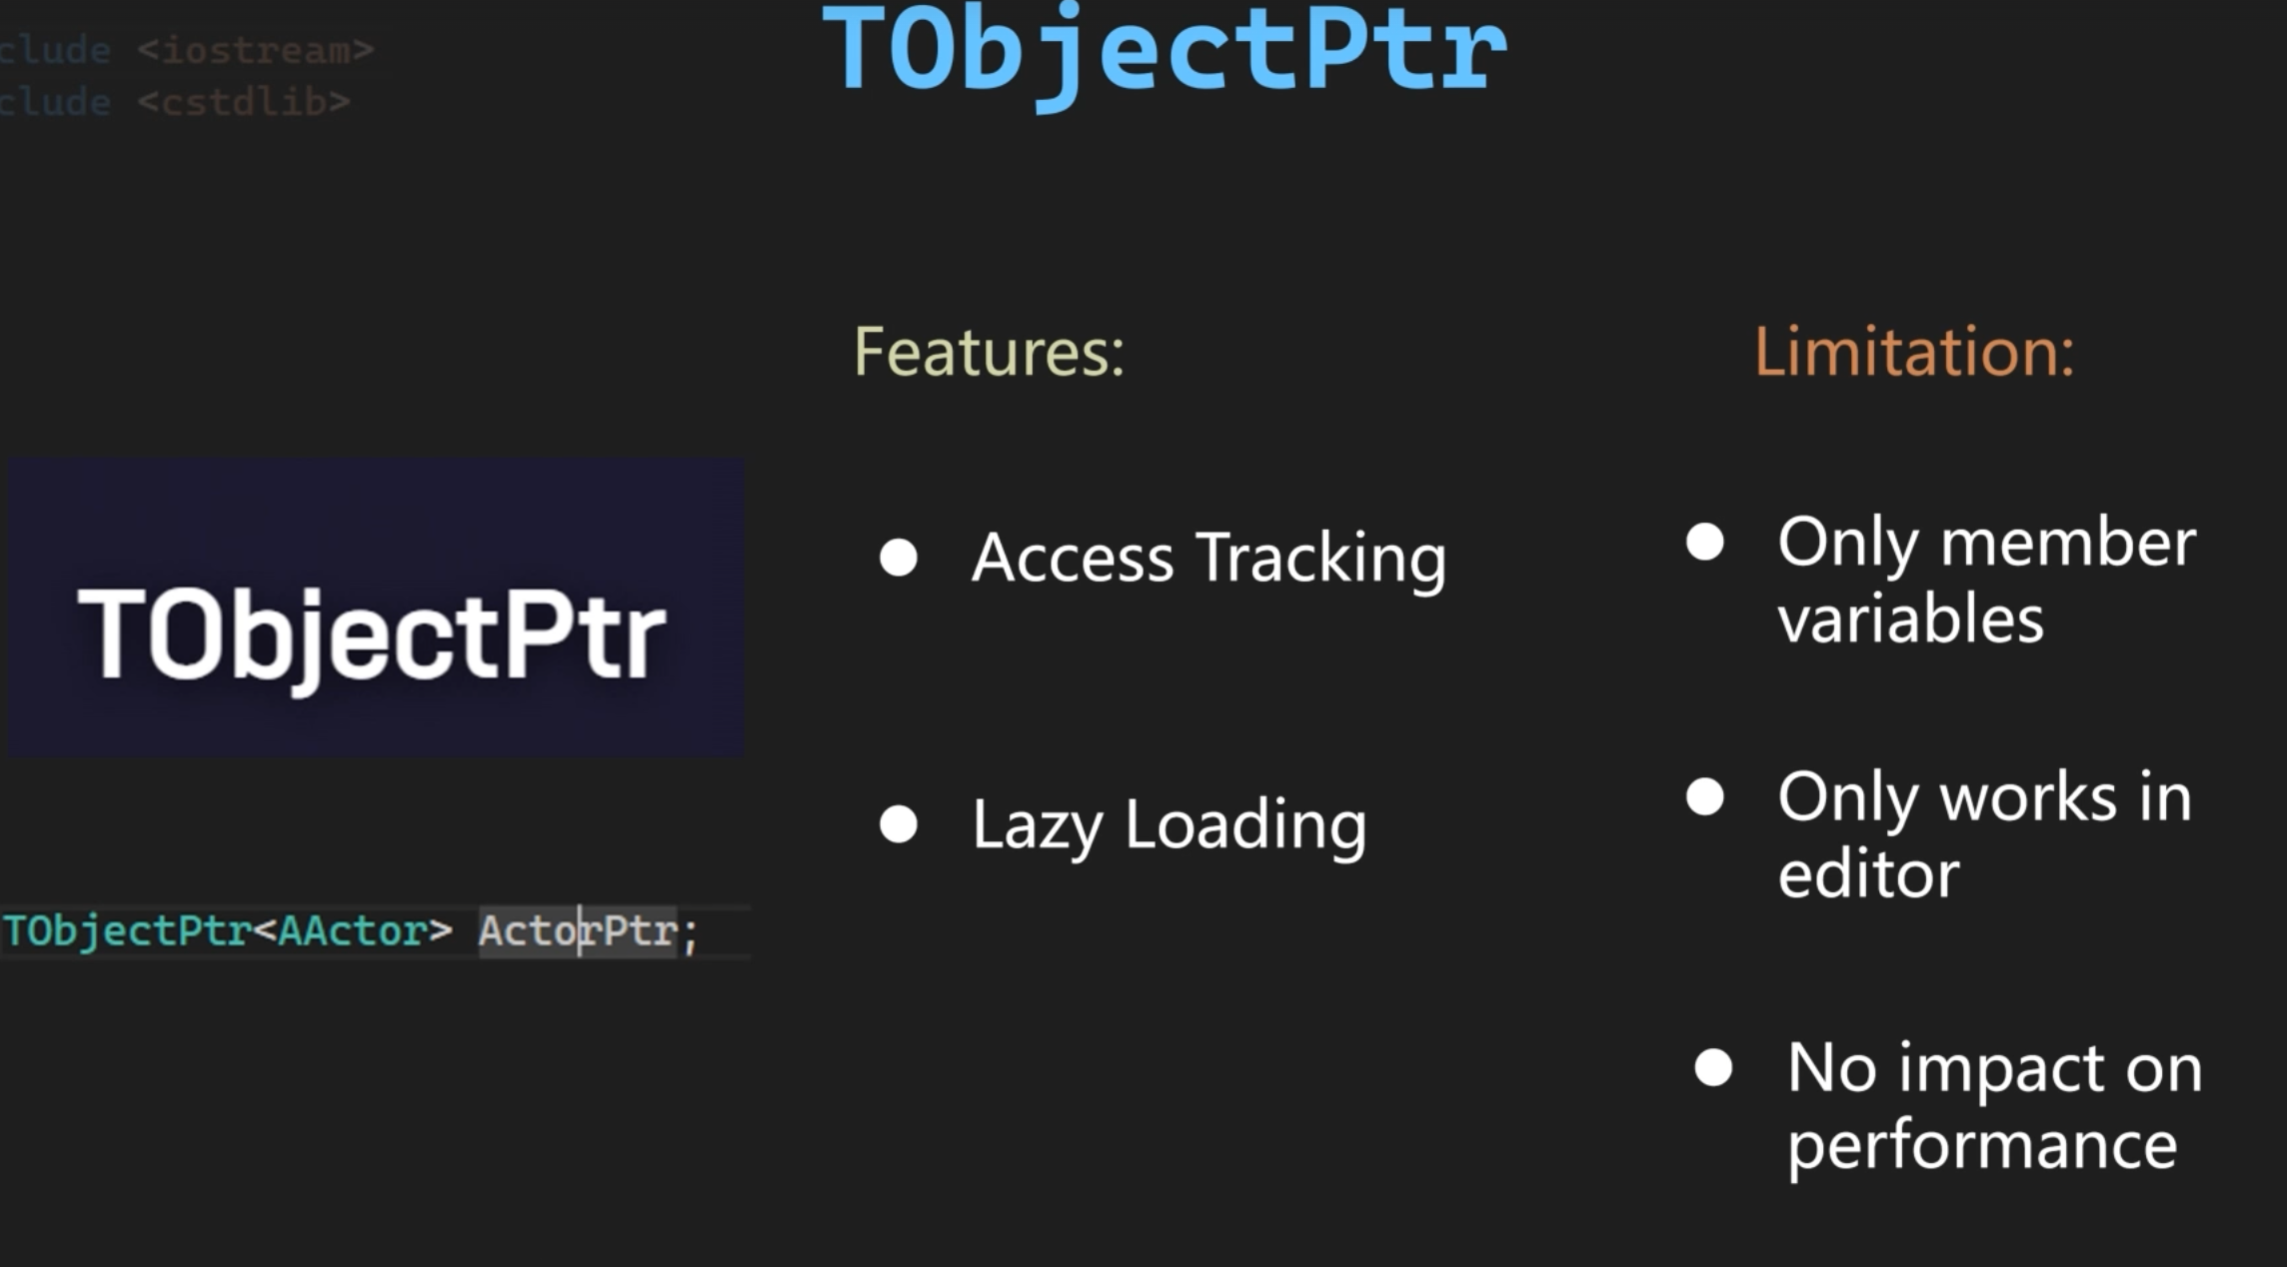 TObjectPtr
clude <iostream>
clude <cstdlib>
Features:
Limitation:
TObjectPtr
Access Tracking
Only member
variables
Lazy Loading
Only works in
editor
TObjectPtr<AActor> ActorPtr;
No impact on
performance